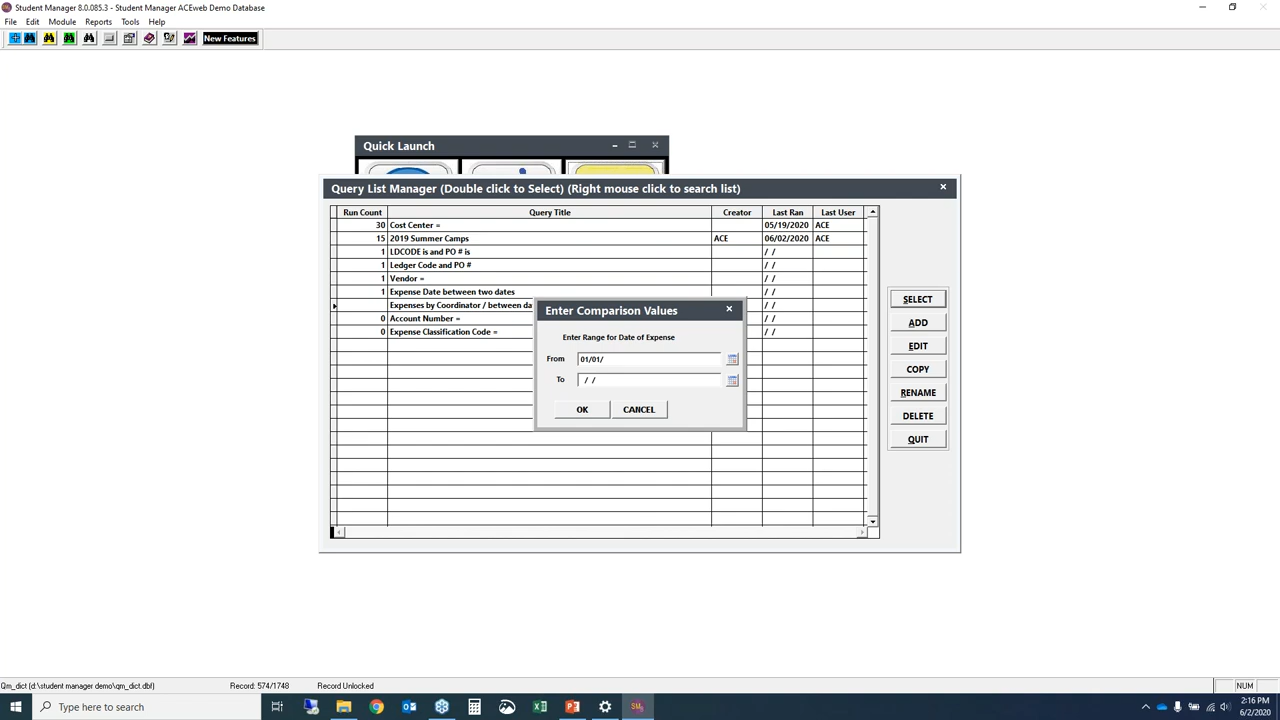 Student Manager 8.0.085.3 - Student Manager ACEweb Demo Database
File Edit Module Reports Tools Help
New Features
Quick Launch
Query List Manager (Double click to Select) (Right mouse click to search list)
Run Count Query Title Creator Last Ran Last User
30 Cost Center = 05/19/2020 ACE
15 2019 Summer Camps ACE 06/02/2020 ACE
1 LDCODE is and PO # is / /
1 Ledger Code and PO # / /
1 Vendor = / /
1 Expense Date between two dates / /
Expenses by Coordinator / between da / /
0 Account Number = / /
0 Expense Classification Code = / /
Enter Comparison Values
Enter Range for Date of Expense
From 01/01/
To / /
OK CANCEL
SELECT
ADD
EDIT
COPY
RENAME
DELETE
QUIT
Qm_dict (d:\student manager demo\qm_dict.dbf) Record: 574/1748 Record Unlocked NUM
Type here to search
SM
2:16 PM
6/2/2020